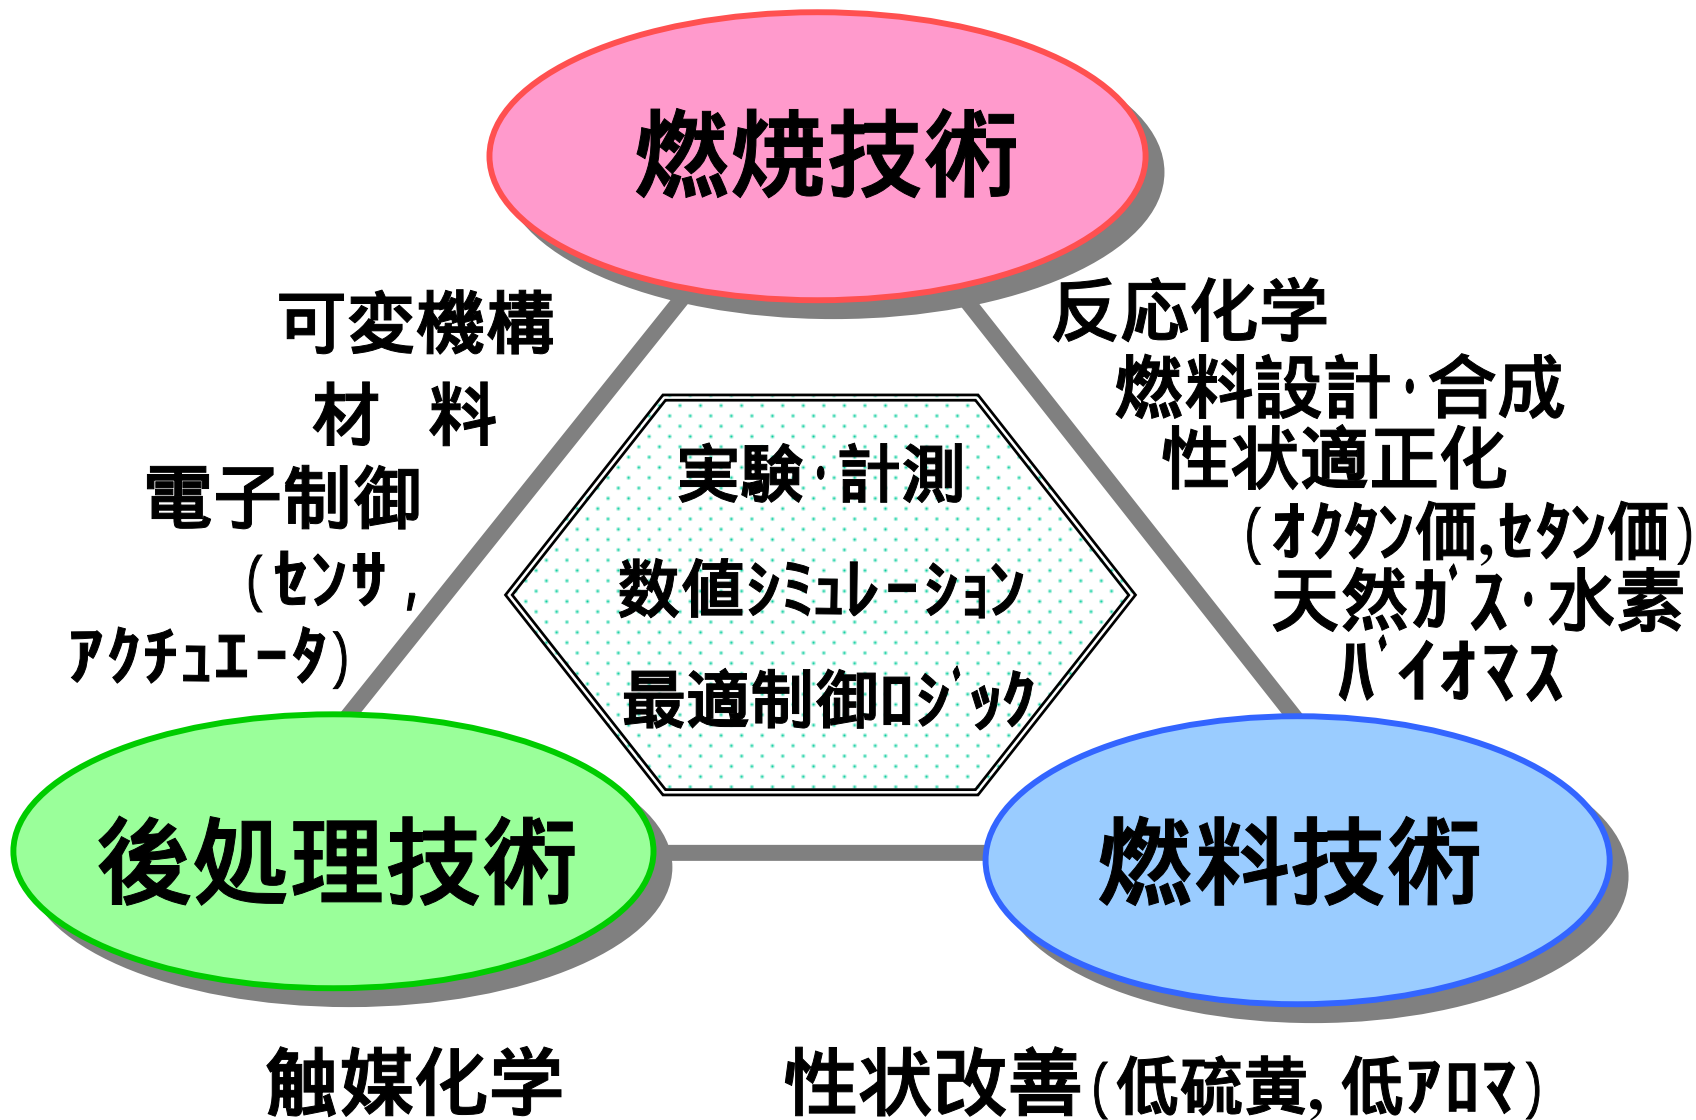 燃焼技術
可変機構
材　料
電子制御
(ｾﾝｻ,
ｱｸﾁｭｴｰﾀ)
反応化学
燃料設計･合成
性状適正化
(ｵｸﾀﾝ価,ｾﾀﾝ価)
天然ｶﾞｽ･水素
ﾊﾞｲｵﾏｽ
実験･計測
数値ｼﾐｭﾚｰｼｮﾝ
最適制御ﾛｼﾞｯｸ
後処理技術
燃料技術
触媒化学
性状改善(低硫黄,低ｱﾛﾏ)